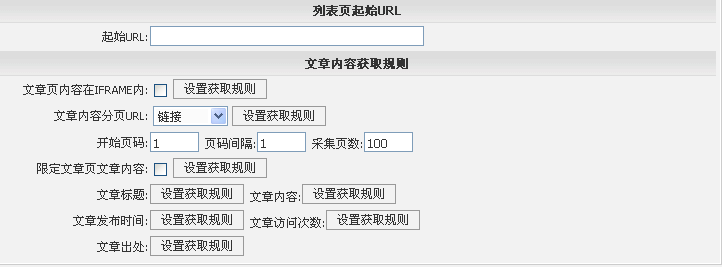 列表页起始URL
起始URL:
文章内容获取规则
文章页内容在IFRAME内: 设置获取规则
文章内容分页URL: 链接 设置获取规则
开始页码: 1 页码间隔: 1 采集页数: 100
限定文章页文章内容: 设置获取规则
文章标题: 设置获取规则 文章内容: 设置获取规则
文章发布时间: 设置获取规则 文章访问次数: 设置获取规则
文章出处: 设置获取规则